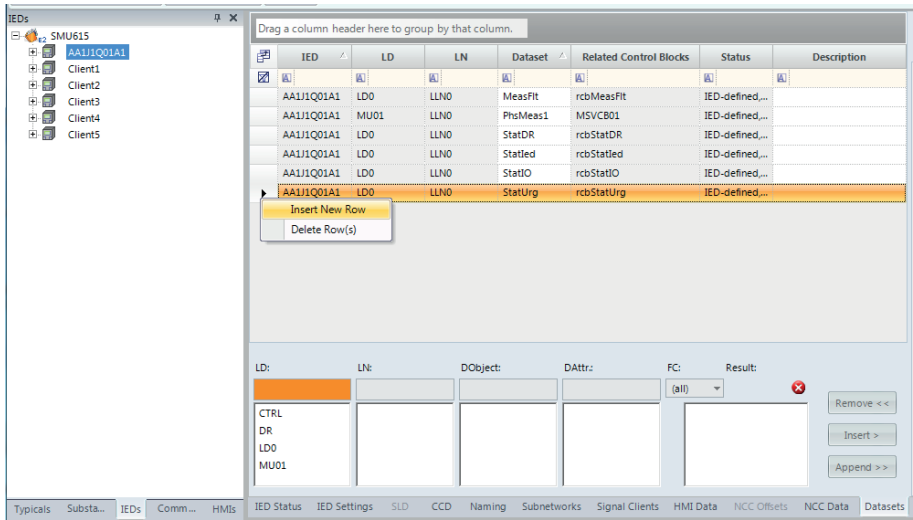 IEDs
SMU615
AA1J1Q01A1
Client1
Client2
Client3
Client4
Client5
Typicals Substa... IEDs Comm... HMIs
Drag a column header here to group by that column.
IED LD LN Dataset Related Control Blocks Status Description
AA1J1Q01A1 LD0 LLN0 MeasFlt rcbMeasFlt IED-defined,...
AA1J1Q01A1 MU01 LLN0 PhsMeas1 MSVCB01 IED-defined,...
AA1J1Q01A1 LD0 LLN0 StatDR rcbStatDR IED-defined,...
AA1J1Q01A1 LD0 LLN0 StatIed rcbStatIed IED-defined,...
AA1J1Q01A1 LD0 LLN0 StatIO rcbStatIO IED-defined,...
AA1J1Q01A1 LD0 LLN0 StatUrg rcbStatUrg IED-defined,...
Insert New Row
Delete Row(s)
LD: LN: DObject: DAttr.: FC: Result:
(all)
CTRL
DR
LD0
MU01
Remove <<
Insert >
Append >>
IED Status IED Settings SLD CCD Naming Subnetworks Signal Clients HMI Data NCC Offsets NCC Data Datasets